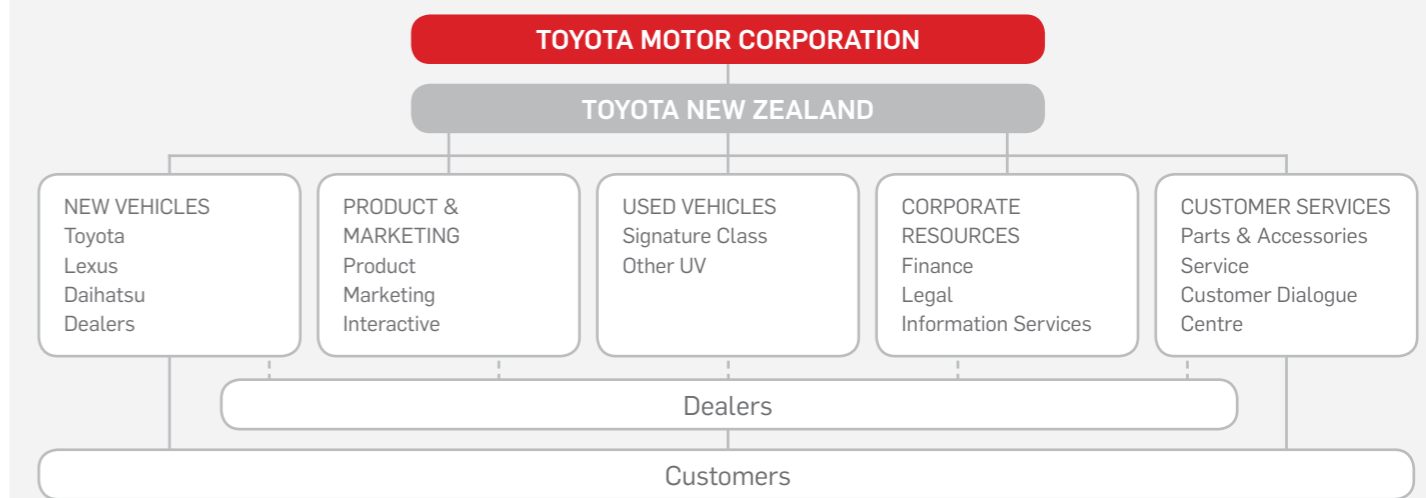 TOYOTA MOTOR CORPORATION
TOYOTA NEW ZEALAND
NEW VEHICLES
Toyota
Lexus
Daihatsu
Dealers
PRODUCT &
MARKETING
Product
Marketing
Interactive
USED VEHICLES
Signature Class
Other UV
CORPORATE
RESOURCES
Finance
Legal
Information Services
CUSTOMER SERVICES
Parts & Accessories
Service
Customer Dialogue
Centre
Dealers
Customers